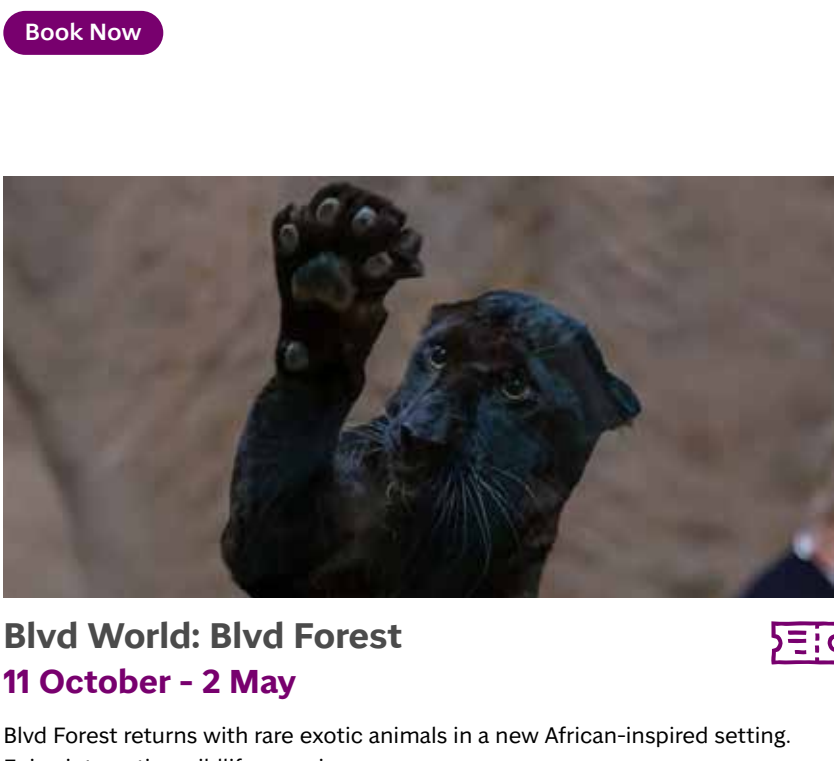 Book Now
Blvd World: Blvd Forest
11 October - 2 May
Blvd Forest returns with rare exotic animals in a new African-inspired setting.